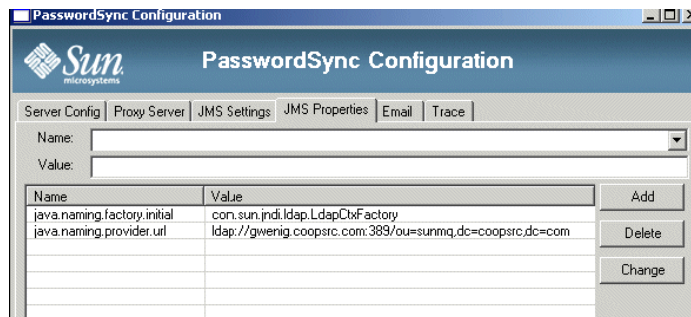 PasswordSync Configuration
Sun
microsystems
PasswordSync Configuration
Server Config Proxy Server JMS Settings JMS Properties Email Trace
Name:
Value:
Name Value Add
java.naming.factory.initial con.sun.jndi.ldap.LdapCtxFactory
java.naming.provider.url ldap://gwenig.coopsrc.com:389/ou=sunmq,dc=coopsrc,dc=com Delete
Change